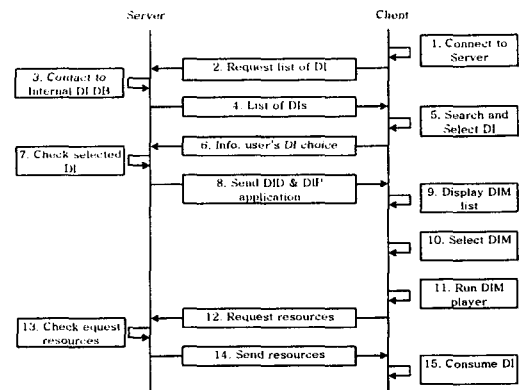 Server
Client
1. Connect to
Server
2. Request list of DI
3. Contact to
Internal DI DB
4. List of DIs
5. Search and
Select DI
6. Info. user's DI choice
7. Check selected
DI
8. Send DID & DIP
application
9. Display DIM
list
10. Select DIM
11. Run DIM
player
12. Request resources
13. Check equest
resources
14. Send resources
15. Consume DI